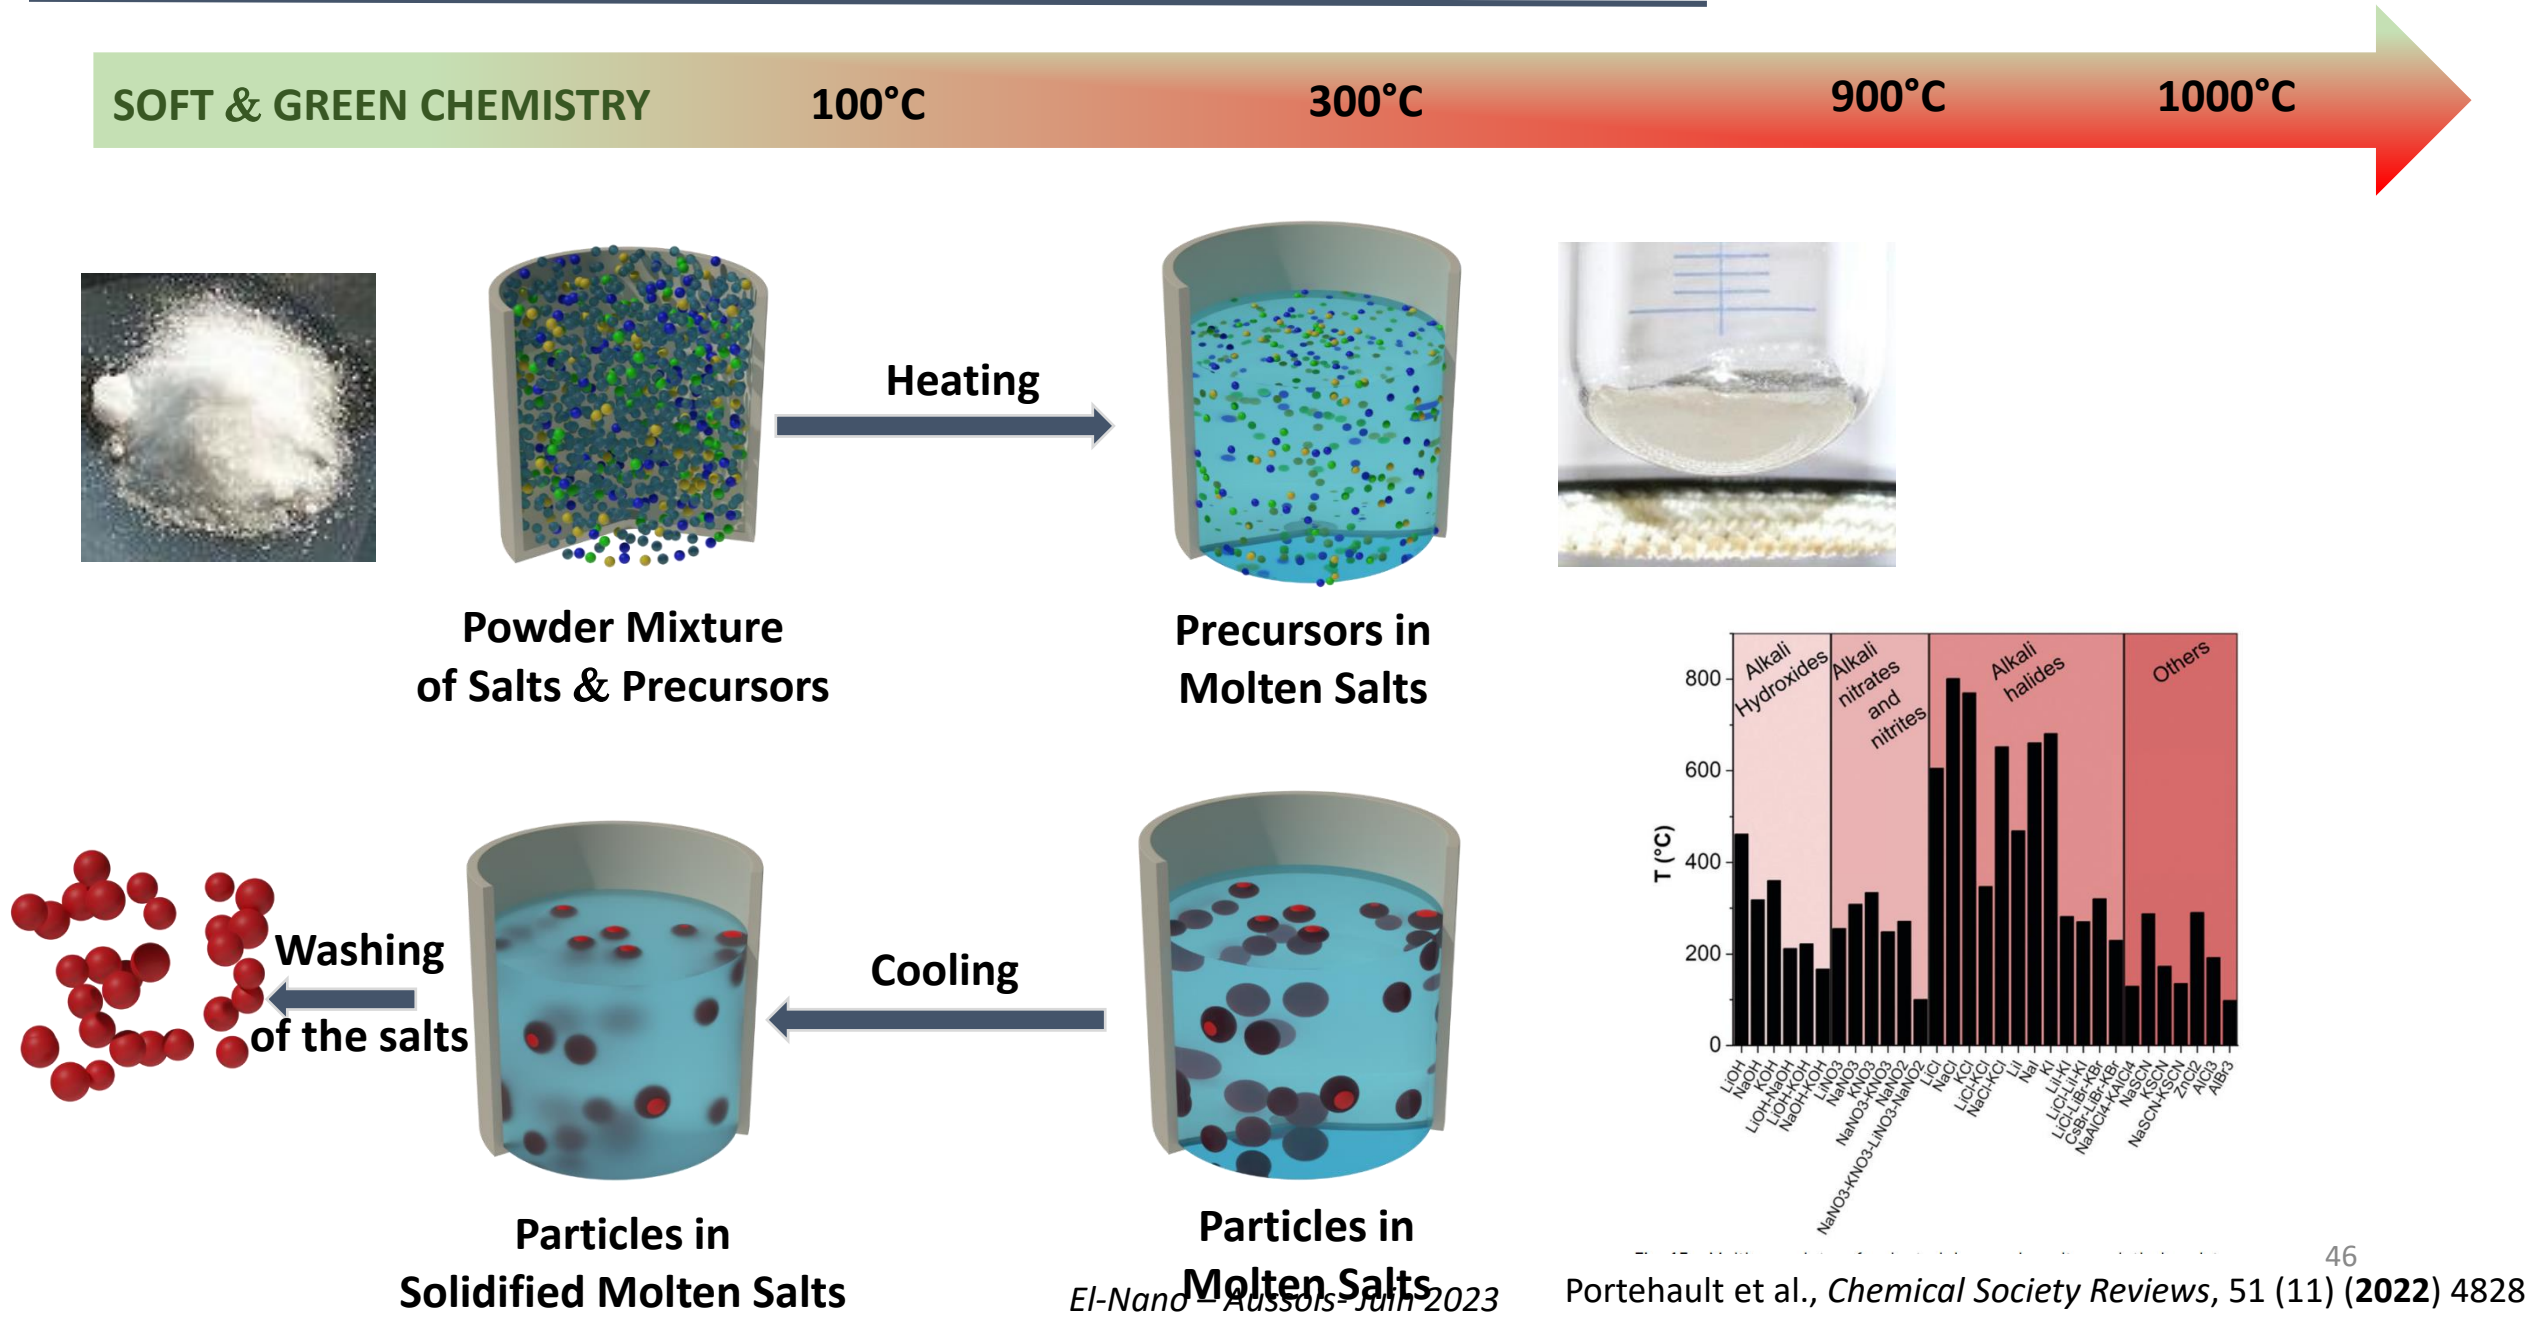 SOFT & GREEN CHEMISTRY
100°C
300°C
900°C
1000°C
Heating
Powder Mixture
of Salts & Precursors
Precursors in
Molten Salts
Washing
of the salts
Cooling
Particles in
Solidified Molten Salts
Particles in
Molten Salts
T (°C)
800
600
400
200
0
Alkali
Hydroxides
Alkali
nitrates
and
nitrites
Alkali
halides
Others
LiOH
NaOH
KOH
LiOH-NaOH
LiOH-KOH
NaOH-KOH
LiNO3
NaNO3
KNO3
NaNO3-KNO3
NaNO2
NaNO3-KNO3-LiNO3-NaNO2
LiCl
NaCl
KCl
LiCl-KCl
NaCl-KCl
LiI
NaI
KI
LiI-KI
LiCl-LiI-KI
LiCl-LiBr-KBr
CsBr-LiBr-KBr
NaAlCl4-KAlCl4
NaSCN
KSCN
NaSCN-KSCN
ZnCl2
AlCl3
AlBr3
46
El-Nano – Aussois- Juin 2023
Portehault et al., Chemical Society Reviews, 51 (11) (2022) 4828